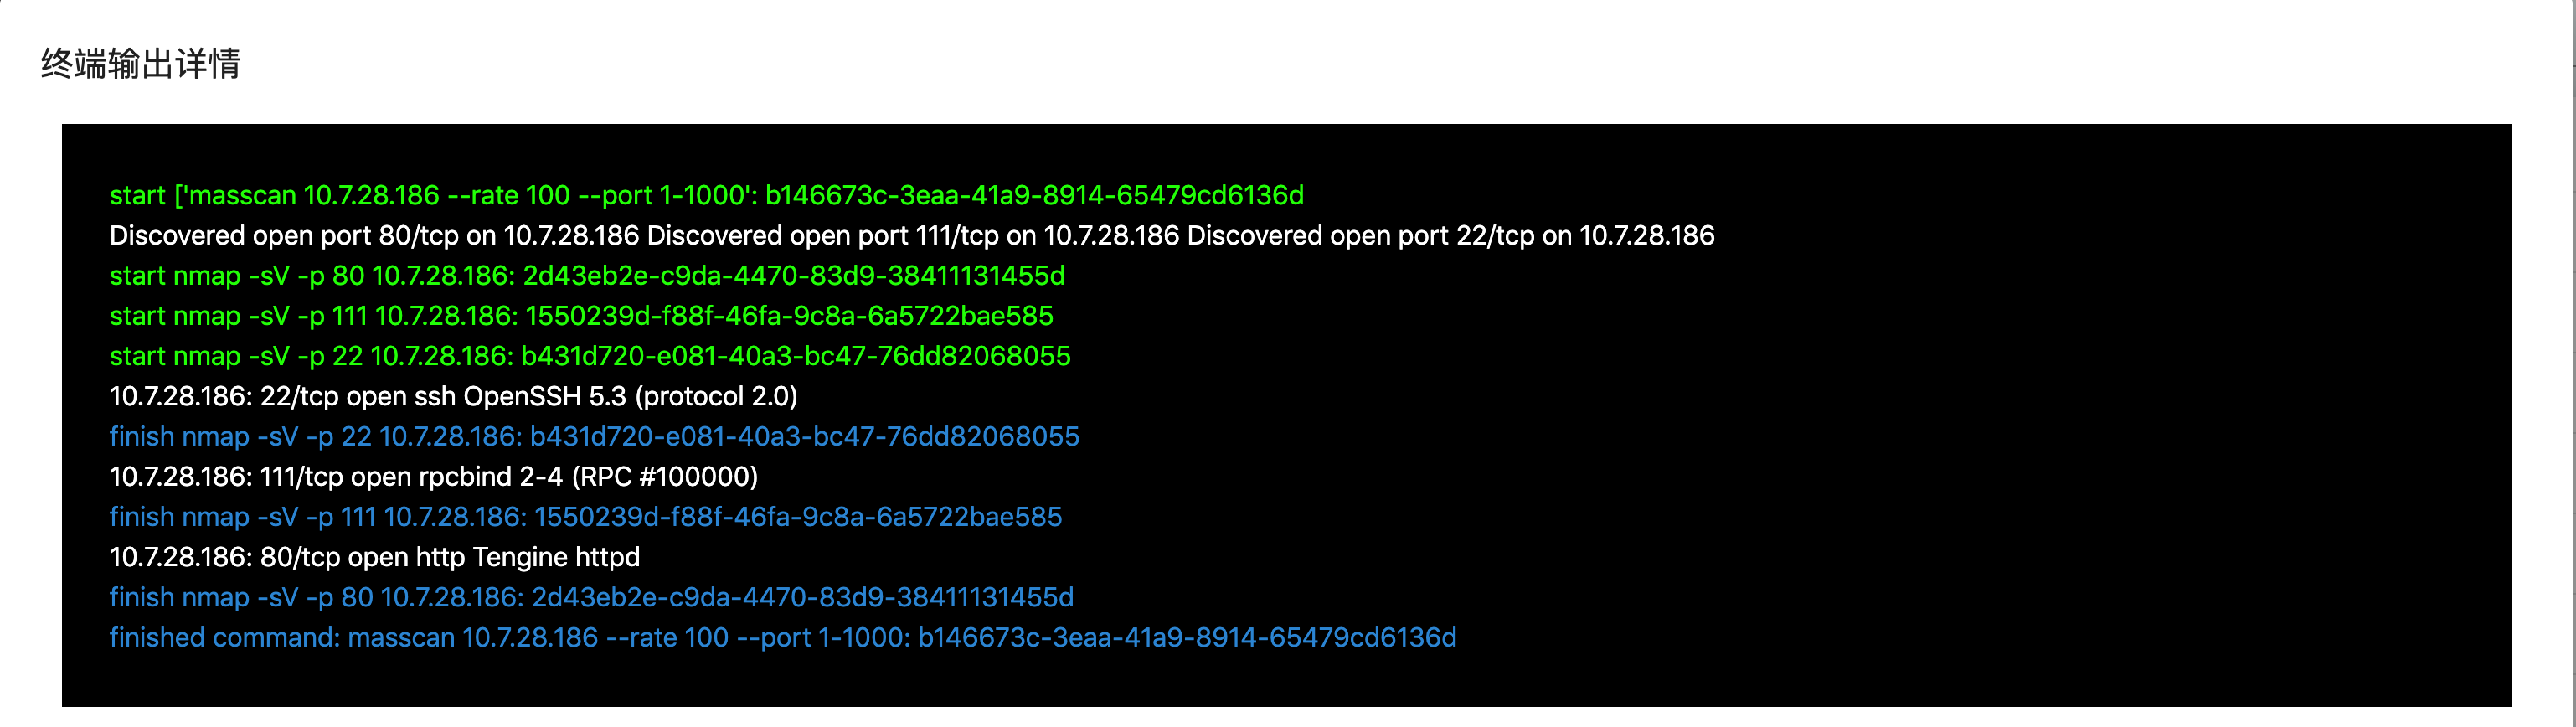 终端输出详情
start ['masscan 10.7.28.186 --rate 100 --port 1-1000': b146673c-3eaa-41a9-8914-65479cd6136d
Discovered open port 80/tcp on 10.7.28.186 Discovered open port 111/tcp on 10.7.28.186 Discovered open port 22/tcp on 10.7.28.186
start nmap -sV -p 80 10.7.28.186: 2d43eb2e-c9da-4470-83d9-38411131455d
start nmap -sV -p 111 10.7.28.186: 1550239d-f88f-46fa-9c8a-6a5722bae585
start nmap -sV -p 22 10.7.28.186: b431d720-e081-40a3-bc47-76dd82068055
10.7.28.186: 22/tcp open ssh OpenSSH 5.3 (protocol 2.0)
finish nmap -sV -p 22 10.7.28.186: b431d720-e081-40a3-bc47-76dd82068055
10.7.28.186: 111/tcp open rpcbind 2-4 (RPC #100000)
finish nmap -sV -p 111 10.7.28.186: 1550239d-f88f-46fa-9c8a-6a5722bae585
10.7.28.186: 80/tcp open http Tengine httpd
finish nmap -sV -p 80 10.7.28.186: 2d43eb2e-c9da-4470-83d9-38411131455d
finished command: masscan 10.7.28.186 --rate 100 --port 1-1000: b146673c-3eaa-41a9-8914-65479cd6136d